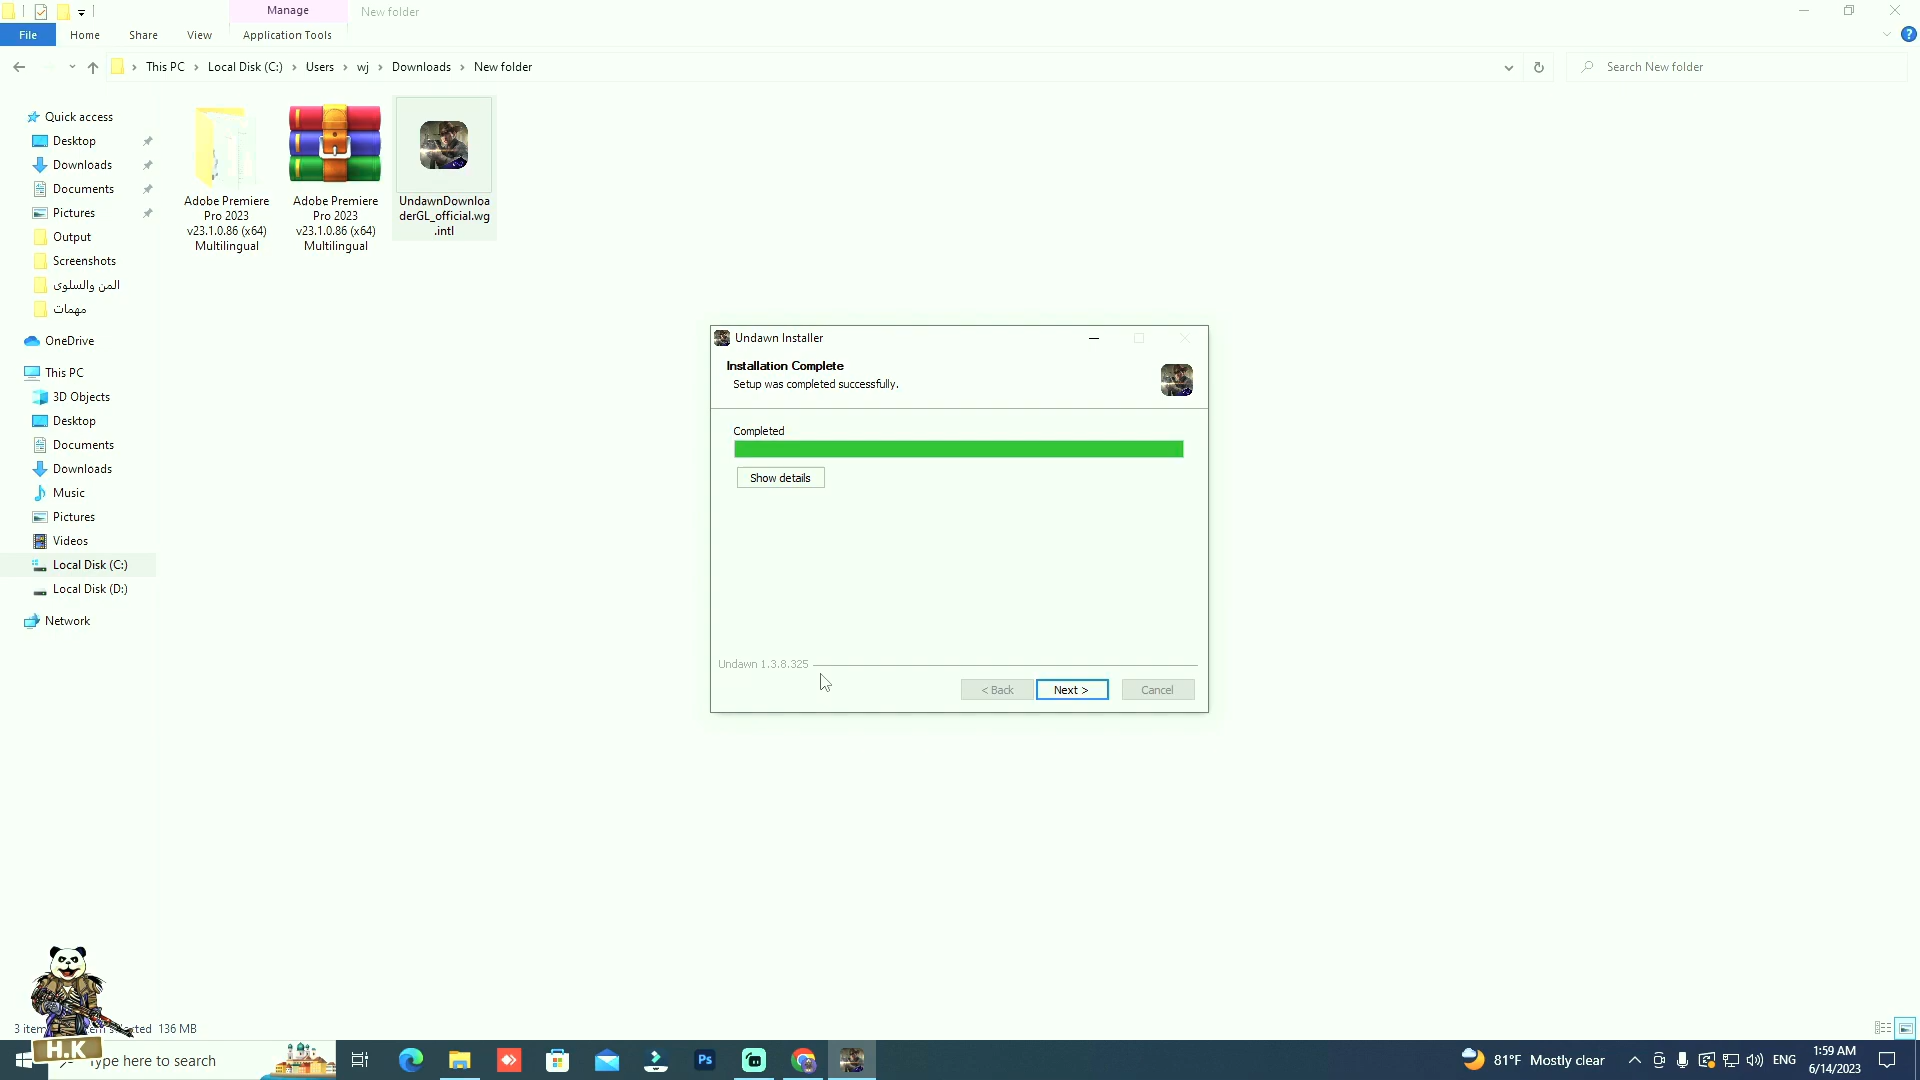 Manage
New folder
File
Home
Share
View
Application Tools
This PC
Local Disk (C:)
Users
wj
Downloads
New folder
Search New folder
Quick access
Desktop
Downloads
Documents
Pictures
Output
Screenshots
المن والسلوى
مهمات
OneDrive
This PC
3D Objects
Desktop
Documents
Downloads
Music
Pictures
Videos
Local Disk (C:)
Local Disk (D:)
Network
Adobe Premiere
Pro 2023
v23.1.0.86 (x64)
Multilingual
Adobe Premiere
Pro 2023
v23.1.0.86 (x64)
Multilingual
UndawnDownloa
derGL_official.wg
.intl
Undawn Installer
Installation Complete
Setup was completed successfully.
Completed
Show details
Undawn 1.3.8.325
< Back
Next >
Cancel
136 MB
H.K
Type here to search
Ps
81°F Mostly clear
ENG
1:59 AM
6/14/2023